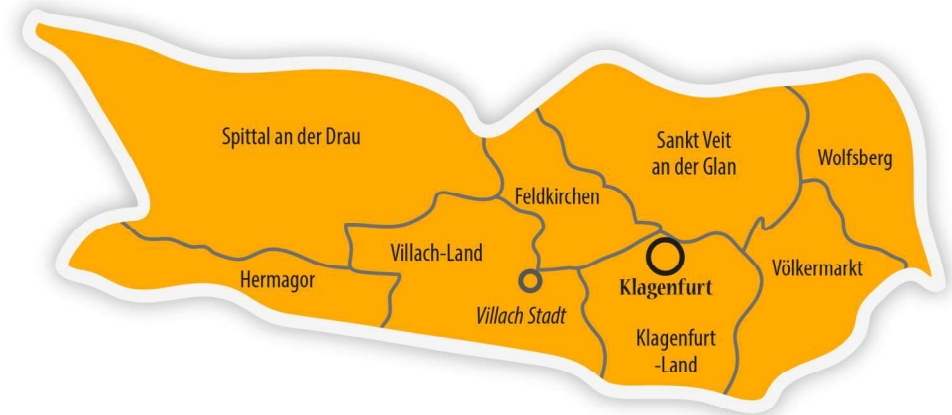 Spittal an der Drau
Sankt Veit
an der Glan
Wolfsberg
Feldkirchen
Villach-Land
Hermagor
Klagenfurt
Völkermarkt
Villach Stadt
Klagenfurt
-Land